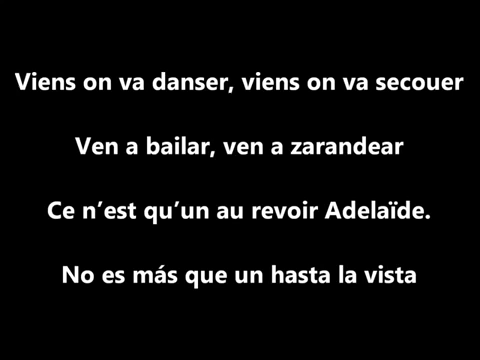 Viens on va danser, viens on va secouer
Ven a bailar, ven a zarandear
Ce n’est qu’un au revoir Adelaïde.
No es más que un hasta la vista